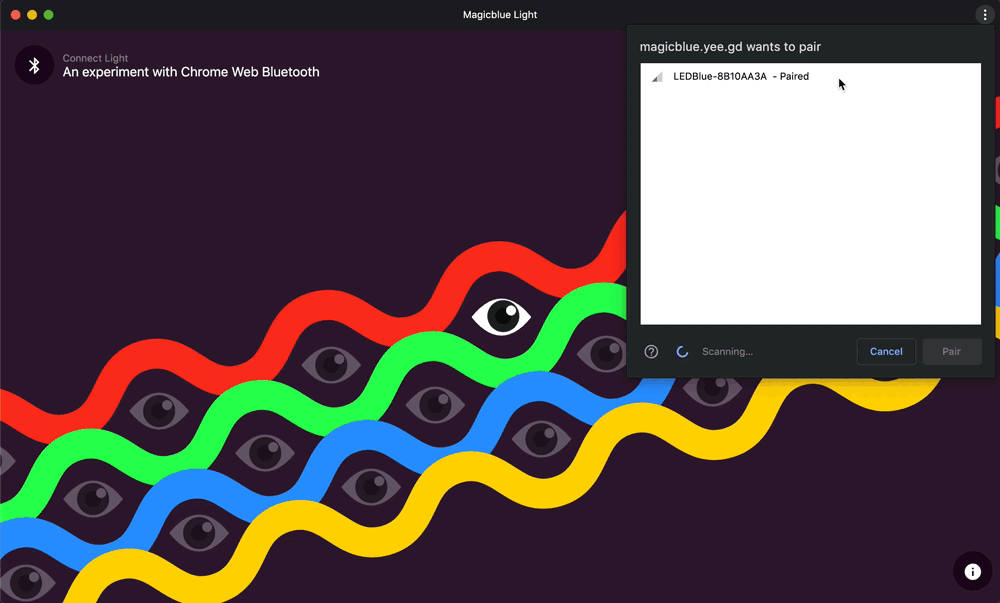 Magicblue Light
Connect Light
An experiment with Chrome Web Bluetooth
magicblue.yee.gd wants to pair
LEDBlue-8B10AA3A - Paired
Scanning...
Cancel
Pair